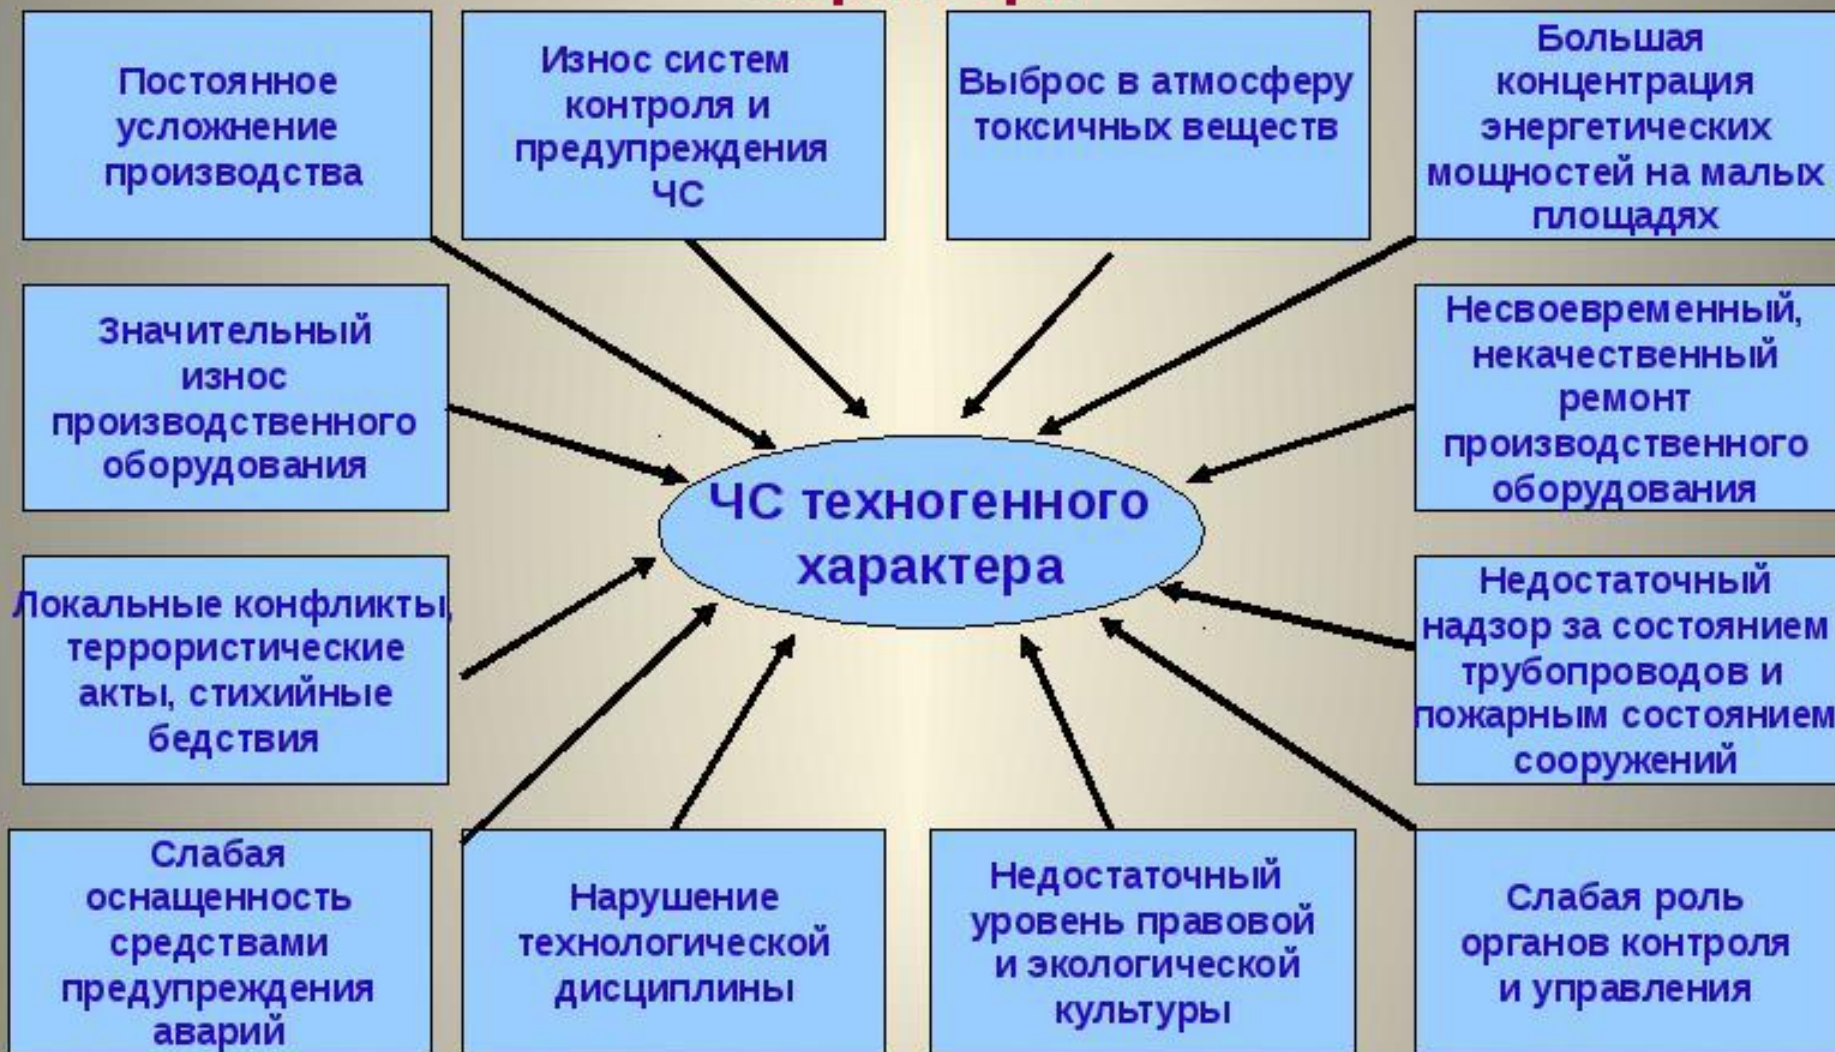 Постоянное
усложнение
производства
Износ систем
контроля и
предупреждения
ЧС
Выброс в атмосферу
токсичных веществ
Большая
концентрация
энергетических
мощностей на малых
площадях
Значительный
износ
производственного
оборудования
Несвоевременный,
некачественный
ремонт
производственного
оборудования
ЧС техногенного
характера
Локальные конфликты,
террористические
акты, стихийные
бедствия
Недостаточный
надзор за состоянием
трубопроводов и
пожарным состоянием
сооружений
Слабая
оснащенность
средствами
предупреждения
аварий
Нарушение
технологической
дисциплины
Недостаточный
уровень правовой
и экологической
культуры
Слабая роль
органов контроля
и управления